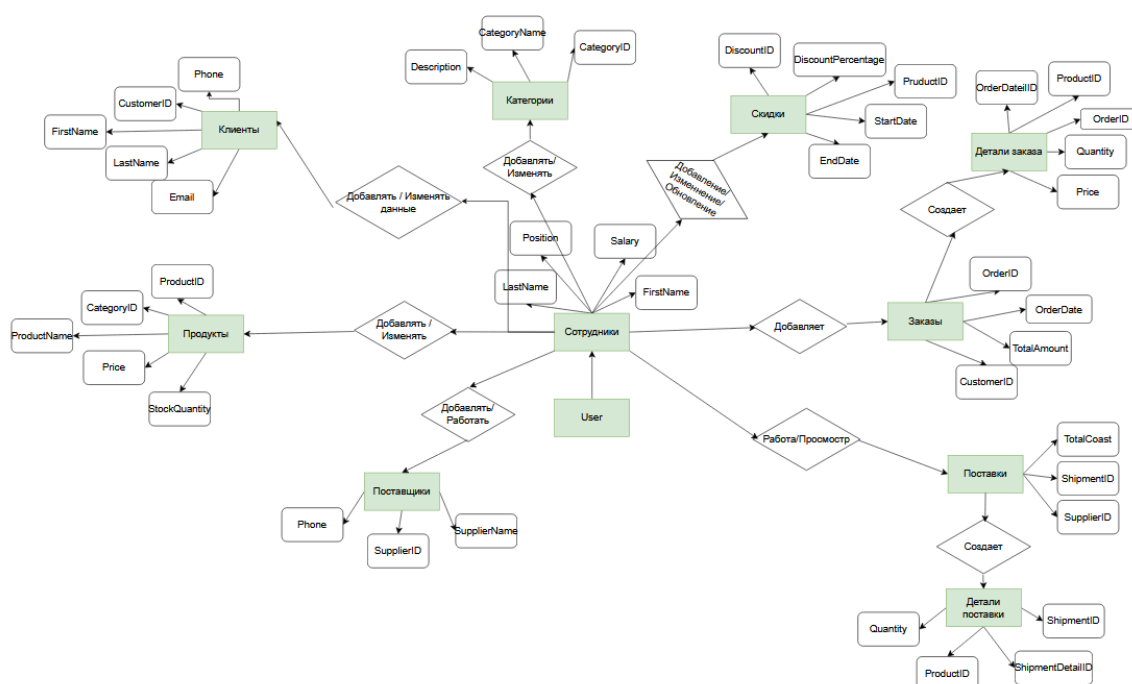 CategoryName
CategoryID
Description
Категории
DiscountID
DiscountPercentage
PruductID
Скидки
StartDate
EndDate
OrderDateilID
ProductID
OrderID
Детали заказа
Quantity
Price
Phone
CustomerID
FirstName
Клиенты
LastName
Email
Добавлять / Изменять
данные
Добавлять/
Изменять
Добавление/
Изменнение/
Обновление
Создает
Position
Salary
LastName
FirstName
OrderID
OrderDate
Заказы
TotalAmount
CustomerID
ProductID
CategoryID
ProductName
Продукты
Price
StockQuantity
Добавлять /
Изменять
Сотрудники
Добавляет
Добавлять/
Работать
User
Работа/Просмостр
Поставщики
Phone
SupplierID
SupplierName
TotalCoast
Поставки
ShipmentID
SupplierID
Создает
Детали
поставки
Quantity
ShipmentID
ProductID
ShipmentDetailID